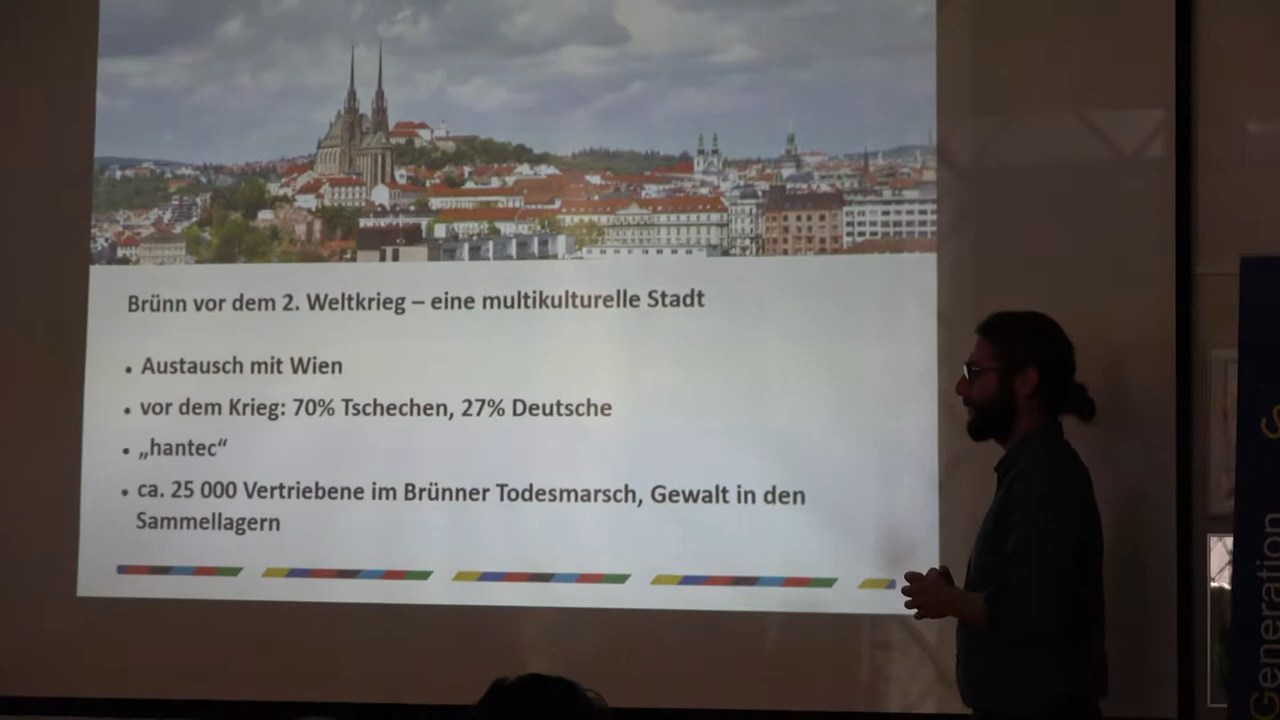 Brünn vor dem 2. Weltkrieg – eine multikulturelle Stadt
• Austausch mit Wien
• vor dem Krieg: 70% Tschechen, 27% Deutsche
• „hantec“
• ca. 25 000 Vertriebene im Brünner Todesmarsch, Gewalt in den
Sammellagern
Generation